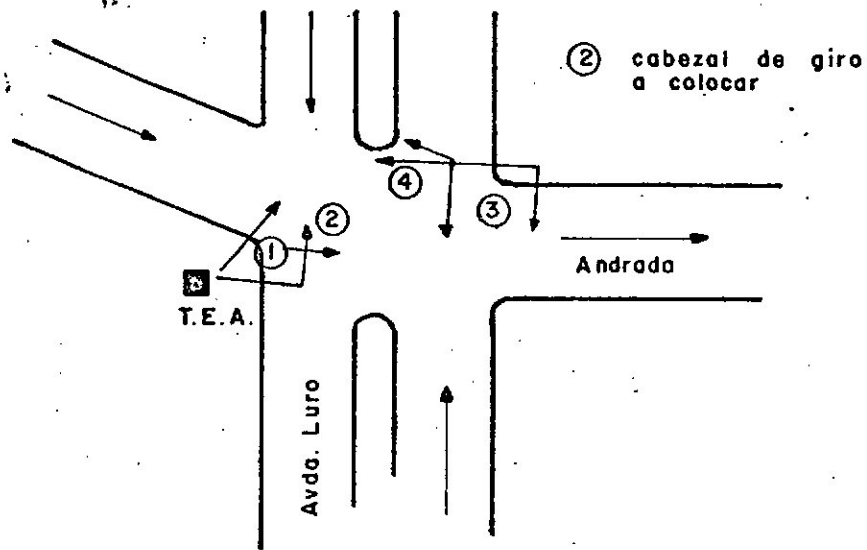 ② cabezal de giro
a colocar
④
③
②
①
Andrada
T.E.A.
Avda. Luro